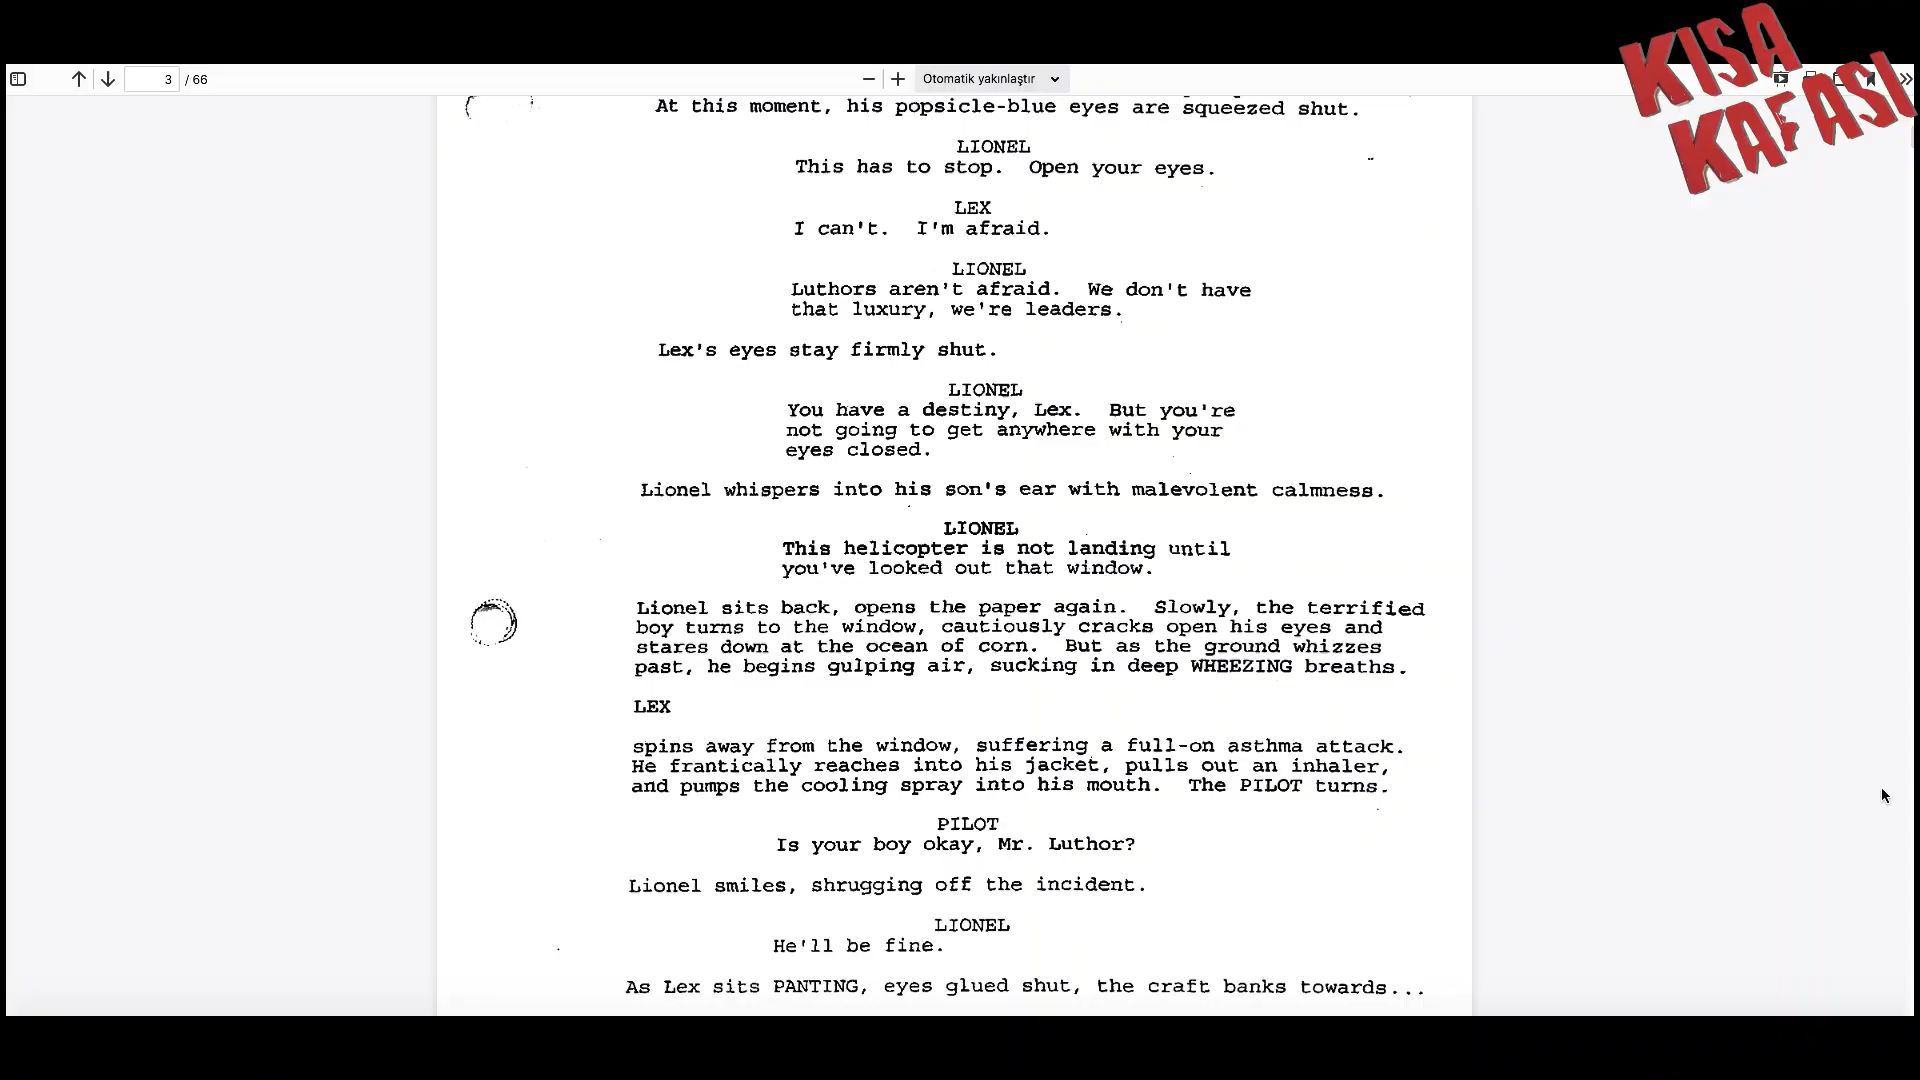 KISA
KAFASI
3 / 66
Otomatik yakınlaştır
At this moment, his popsicle-blue eyes are squeezed shut.
LIONEL
This has to stop. Open your eyes.
LEX
I can't. I'm afraid.
LIONEL
Luthors aren't afraid. We don't have
that luxury, we're leaders.
Lex's eyes stay firmly shut.
LIONEL
You have a destiny, Lex. But you're
not going to get anywhere with your
eyes closed.
Lionel whispers into his son's ear with malevolent calmness.
LIONEL
This helicopter is not landing until
you've looked out that window.
Lionel sits back, opens the paper again. Slowly, the terrified
boy turns to the window, cautiously cracks open his eyes and
stares down at the ocean of corn. But as the ground whizzes
past, he begins gulping air, sucking in deep WHEEZING breaths.
LEX
spins away from the window, suffering a full-on asthma attack.
He frantically reaches into his jacket, pulls out an inhaler,
and pumps the cooling spray into his mouth. The PILOT turns.
PILOT
Is your boy okay, Mr. Luthor?
Lionel smiles, shrugging off the incident.
LIONEL
He'll be fine.
As Lex sits PANTING, eyes glued shut, the craft banks towards...